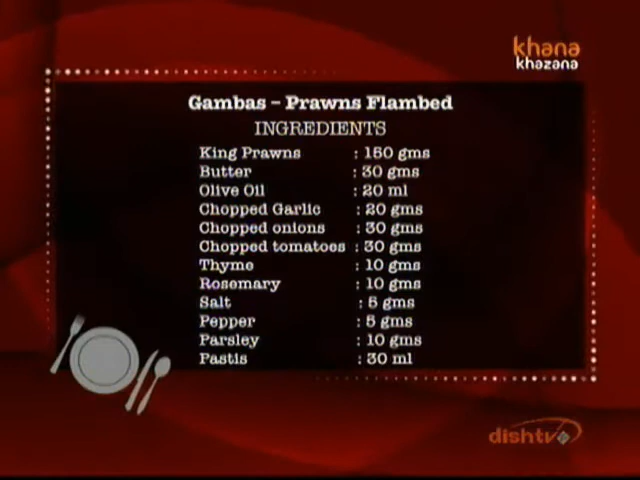 khana
khazana
Gambas – Prawns Flambed
INGREDIENTS
King Prawns : 150 gms
Butter : 30 gms
Olive Oil : 20 ml
Chopped Garlic : 20 gms
Chopped onions : 30 gms
Chopped tomatoes : 30 gms
Thyme : 10 gms
Rosemary : 10 gms
Salt : 5 gms
Pepper : 5 gms
Parsley : 10 gms
Pastis : 30 ml
dishtv